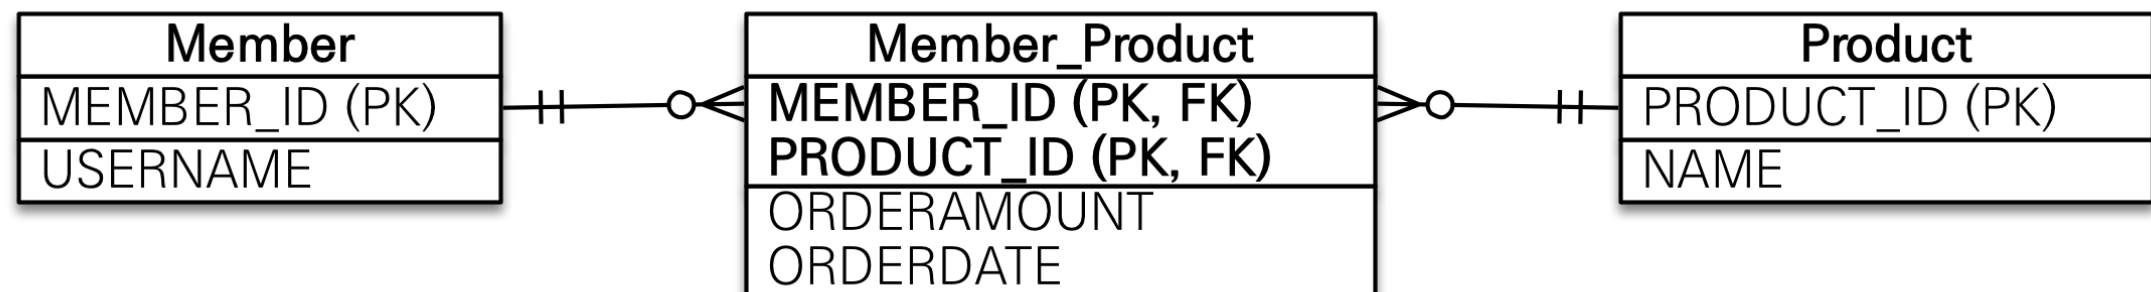 Member
MEMBER_ID (PK)
USERNAME
Member_Product
MEMBER_ID (PK, FK)
PRODUCT_ID (PK, FK)
ORDERAMOUNT
ORDERDATE
Product
PRODUCT_ID (PK)
NAME